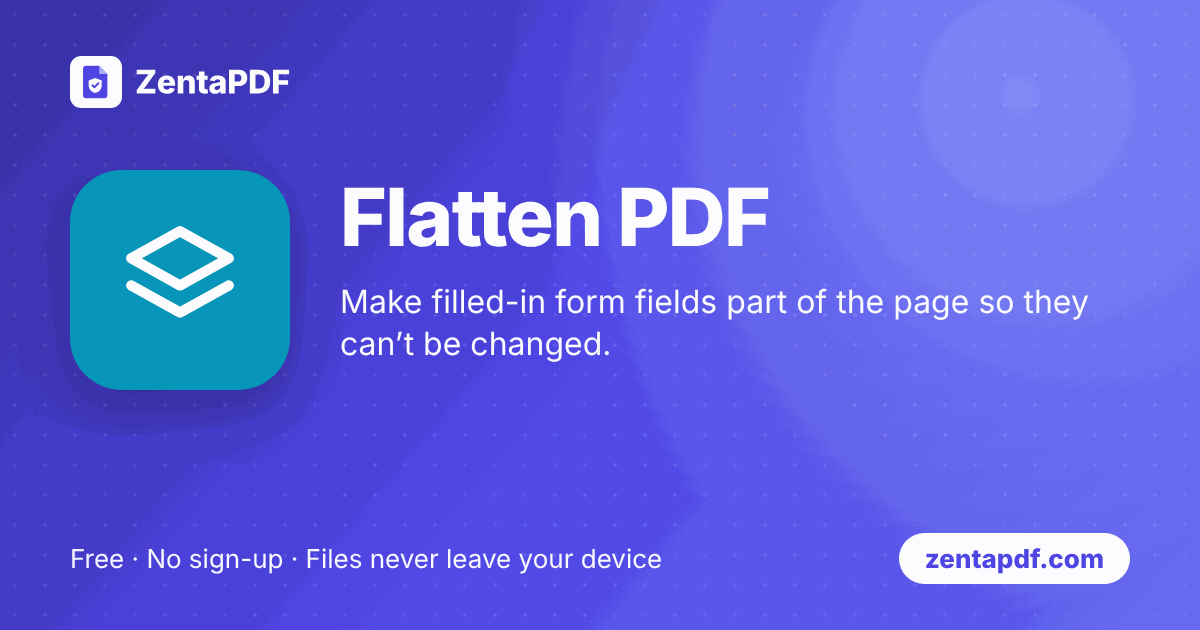 ZentaPDF
Flatten PDF
Make filled-in form fields part of the page so they
can’t be changed.
Free · No sign-up · Files never leave your device
zentapdf.com